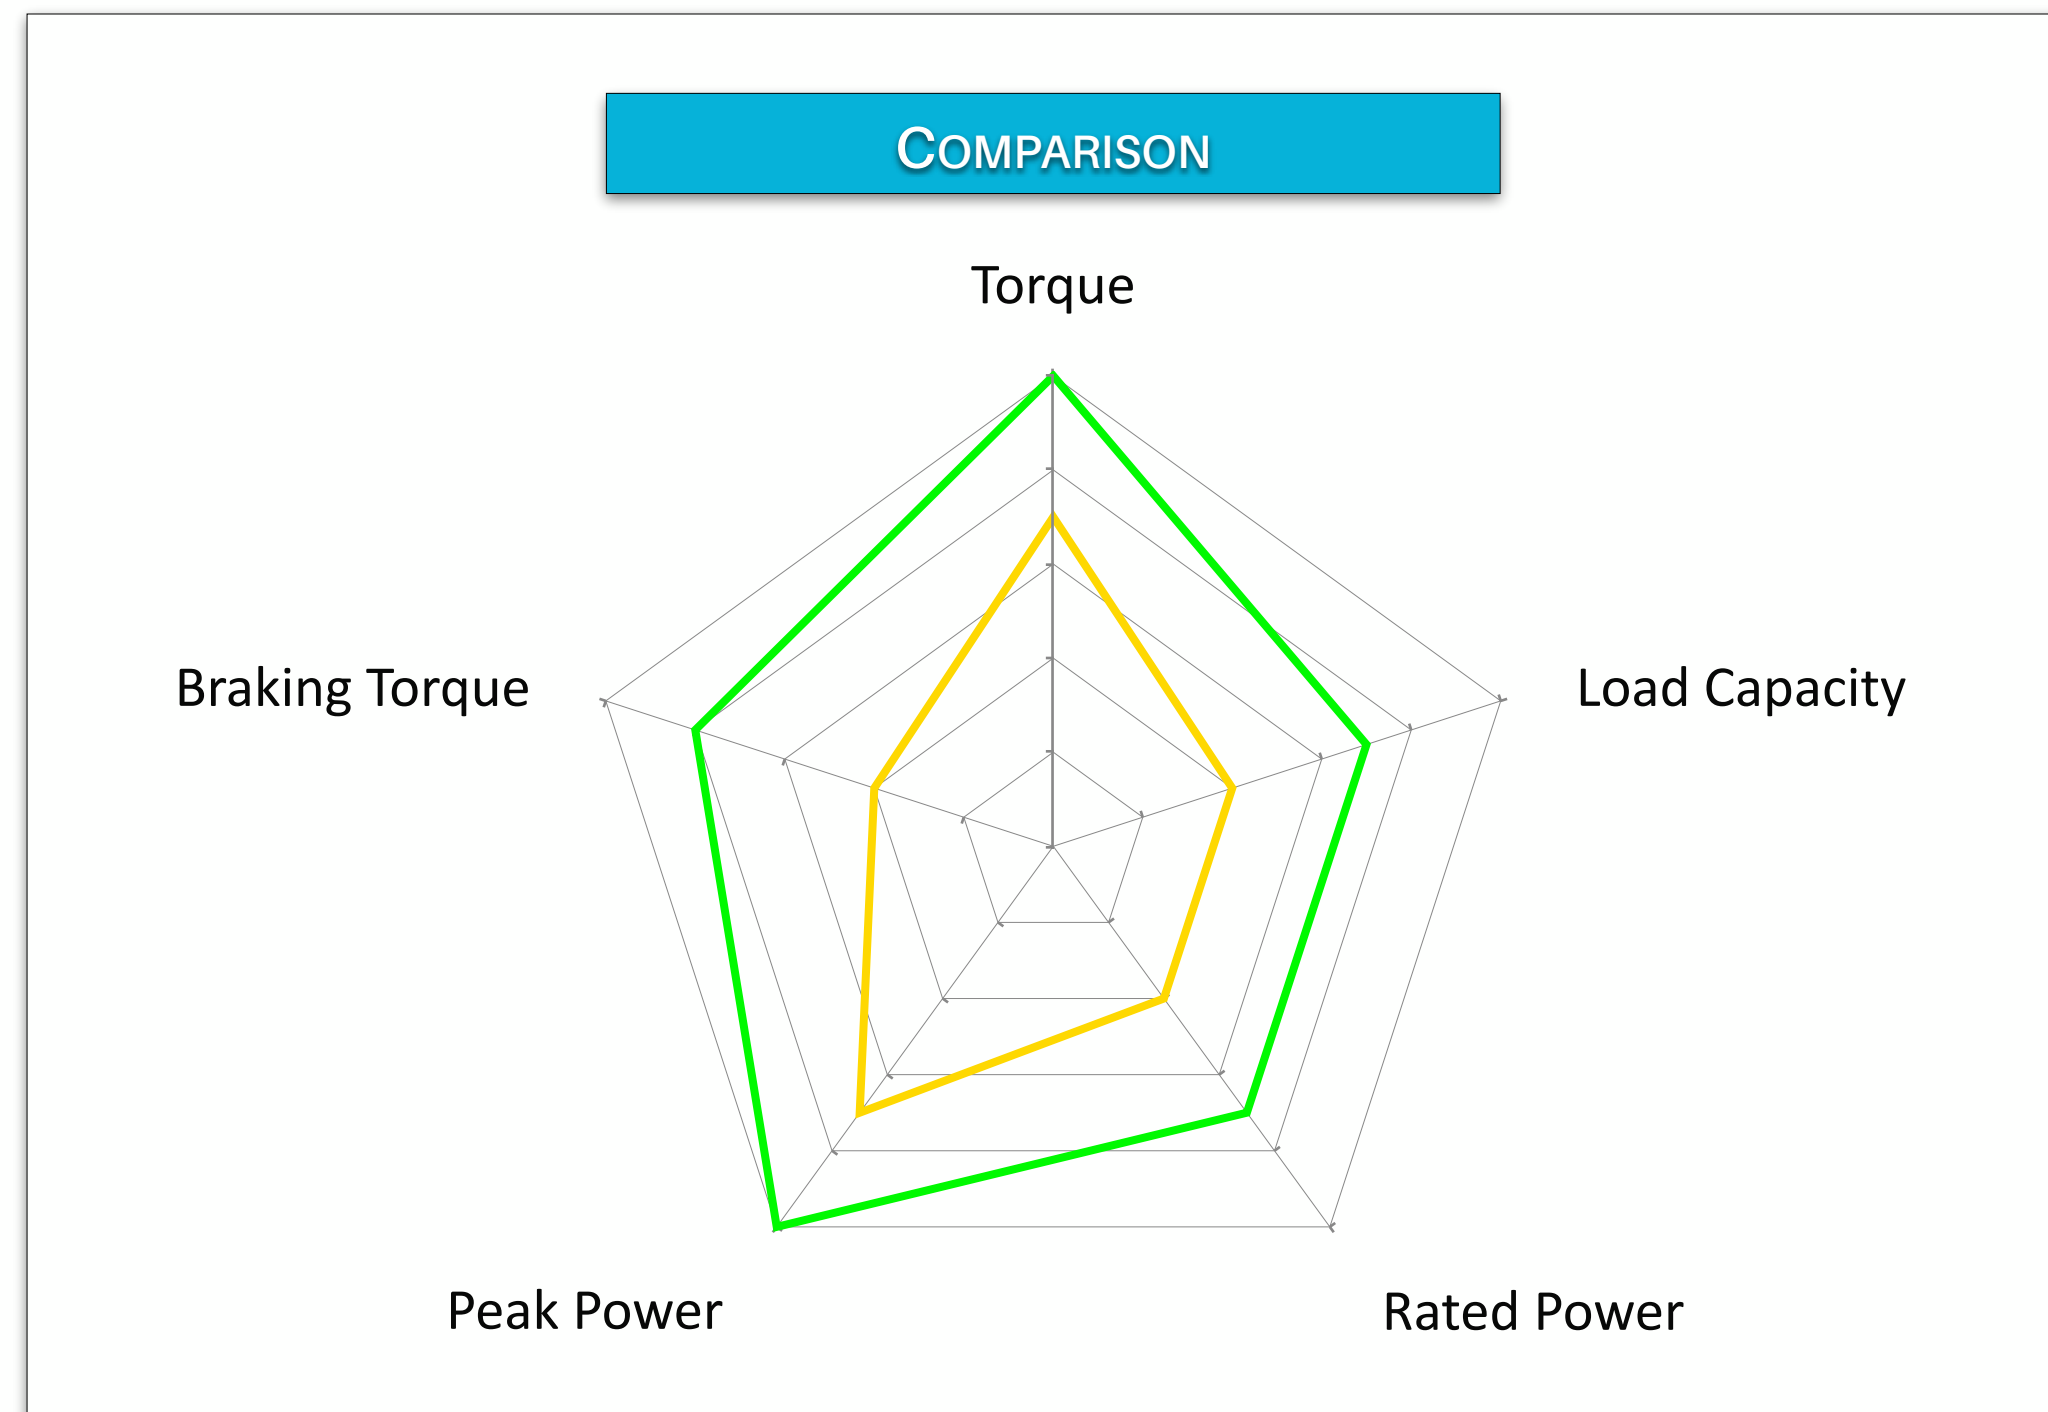 COMPARISON
Torque
Braking Torque
Load Capacity
Peak Power
Rated Power